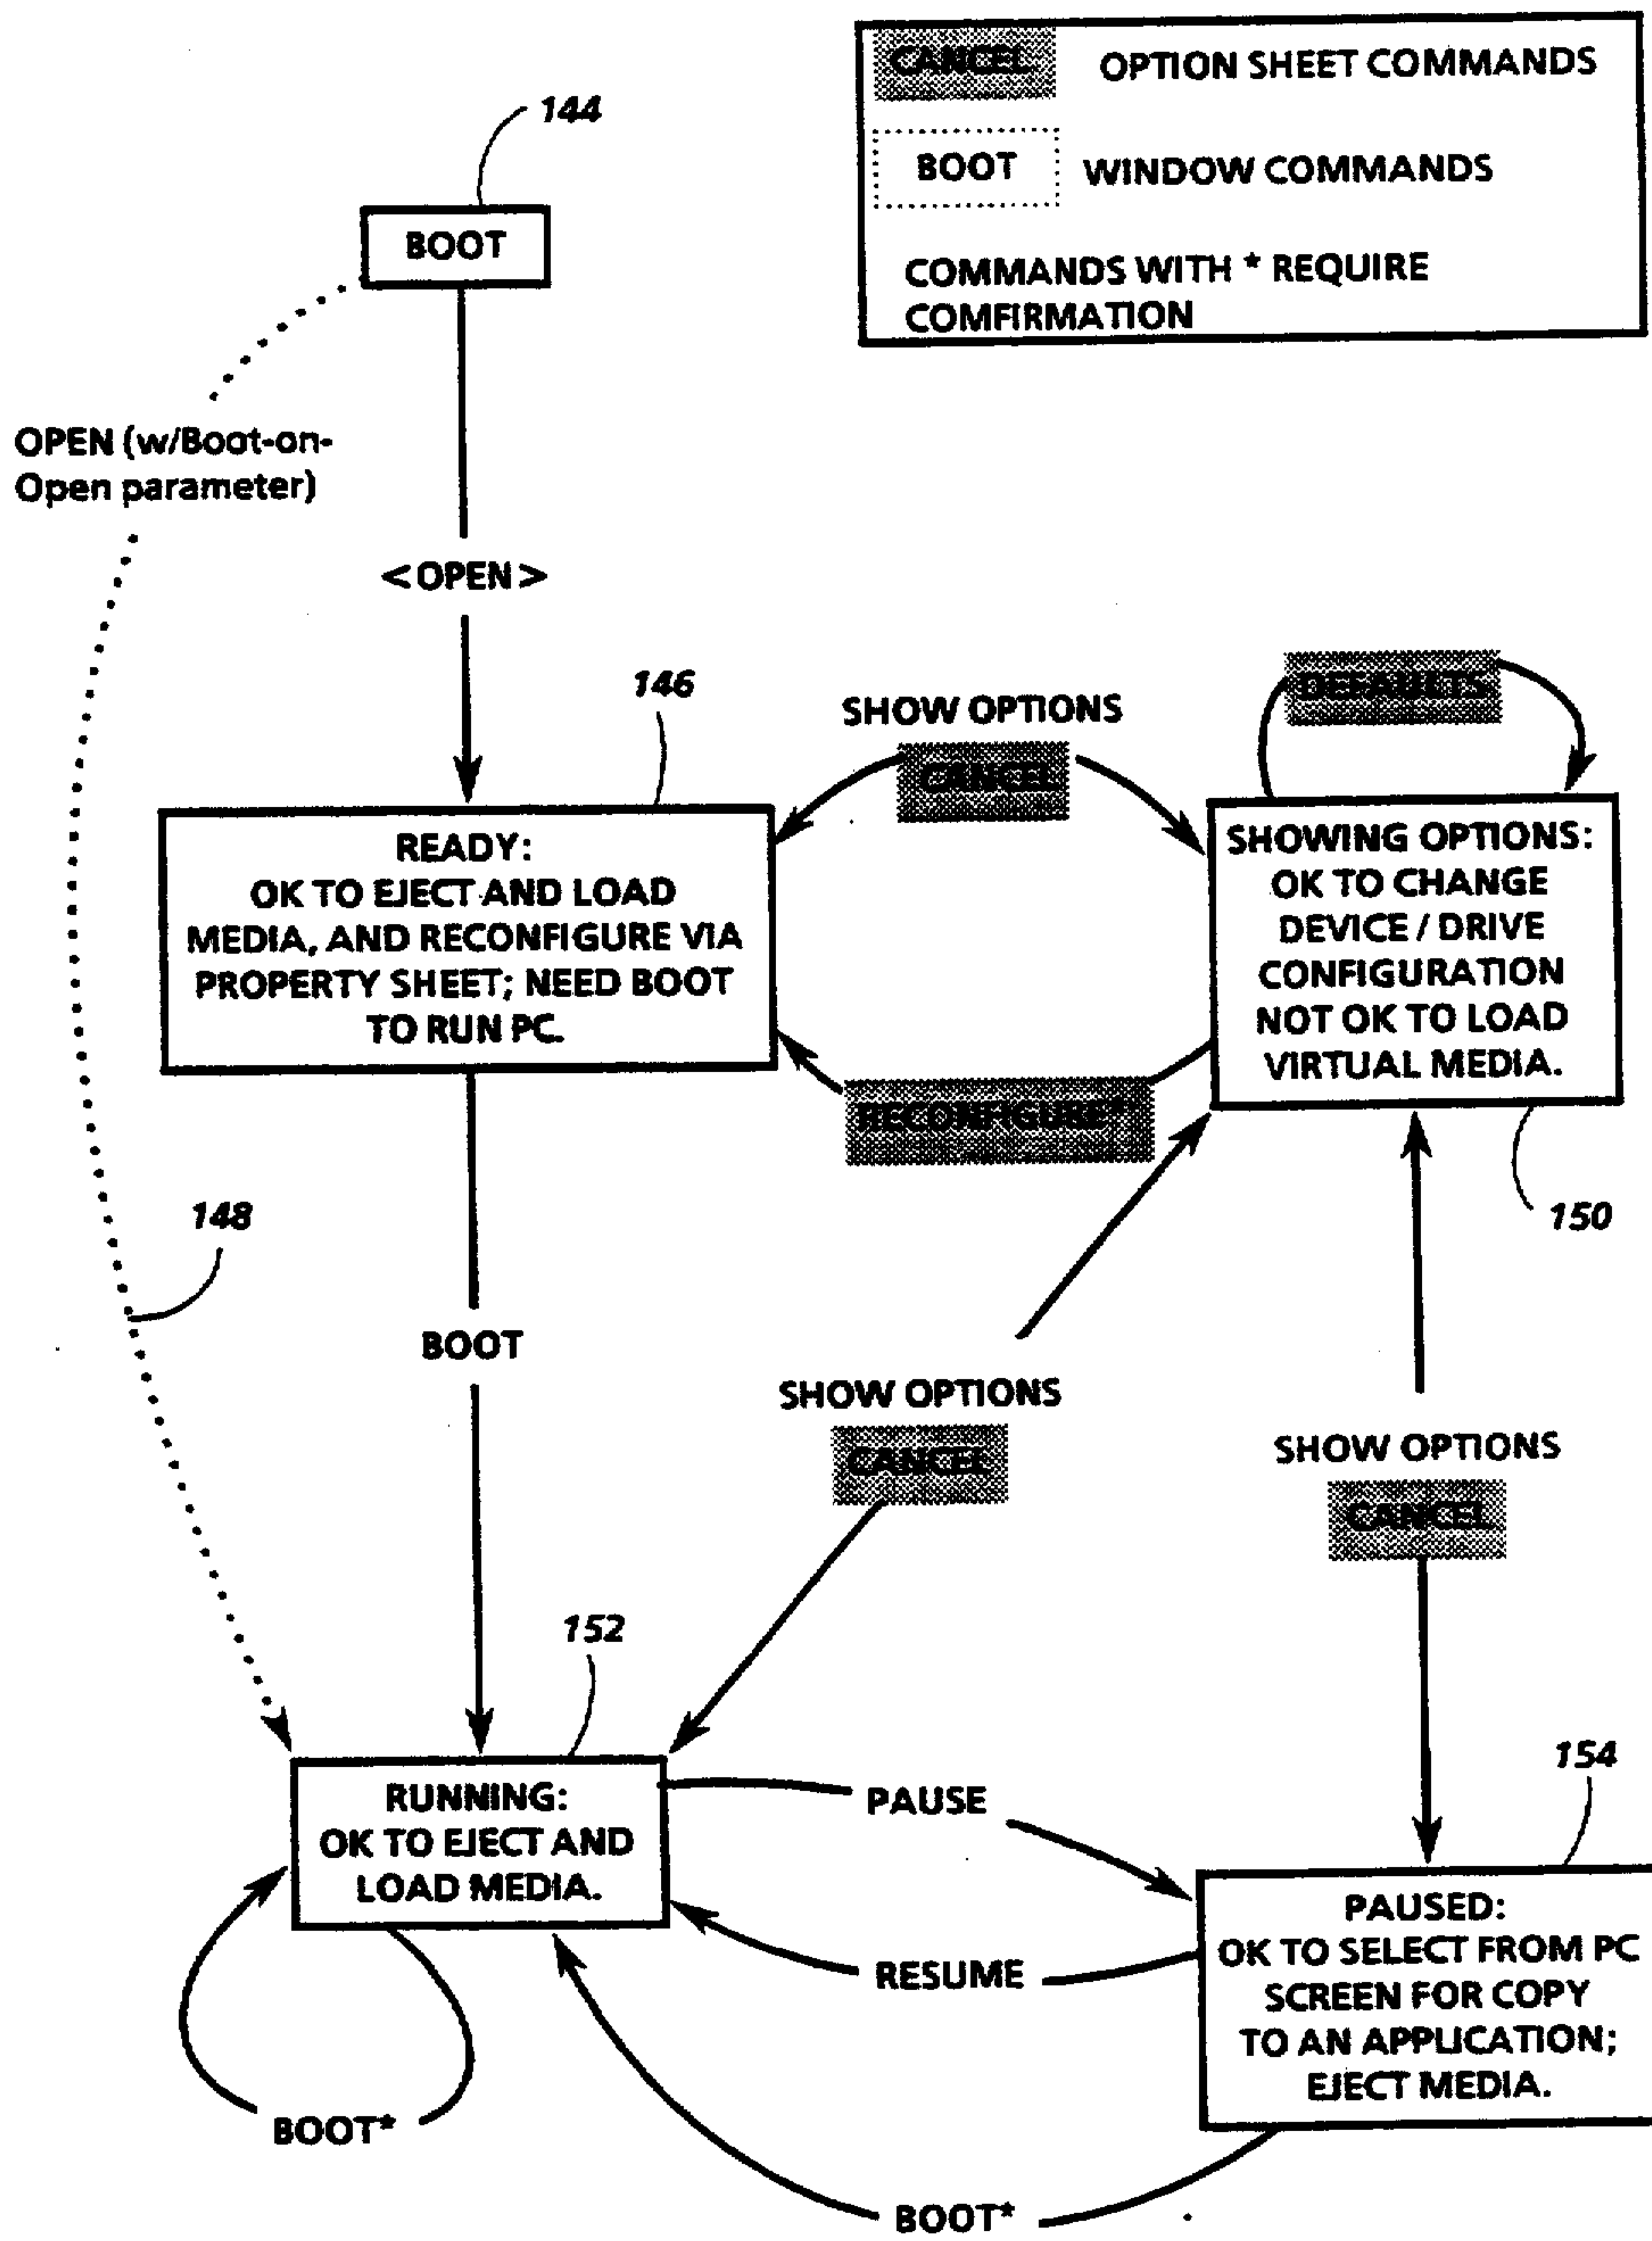 CANCEL OPTION SHEET COMMANDS
BOOT WINDOW COMMANDS
COMMANDS WITH * REQUIRE
COMFIRMATION
144
BOOT
OPEN (w/Boot-on-
Open parameter)
<OPEN>
146
SHOW OPTIONS
CANCEL
DEFAULTS
READY:
OK TO EJECT AND LOAD
MEDIA, AND RECONFIGURE VIA
PROPERTY SHEET; NEED BOOT
TO RUN PC.
SHOWING OPTIONS:
OK TO CHANGE
DEVICE / DRIVE
CONFIGURATION
NOT OK TO LOAD
VIRTUAL MEDIA.
RECONFIGURE*
148
150
BOOT
SHOW OPTIONS
CANCEL
SHOW OPTIONS
CANCEL
152
154
RUNNING:
OK TO EJECT AND
LOAD MEDIA.
PAUSE
RESUME
PAUSED:
OK TO SELECT FROM PC
SCREEN FOR COPY
TO AN APPLICATION;
EJECT MEDIA.
BOOT*
BOOT*